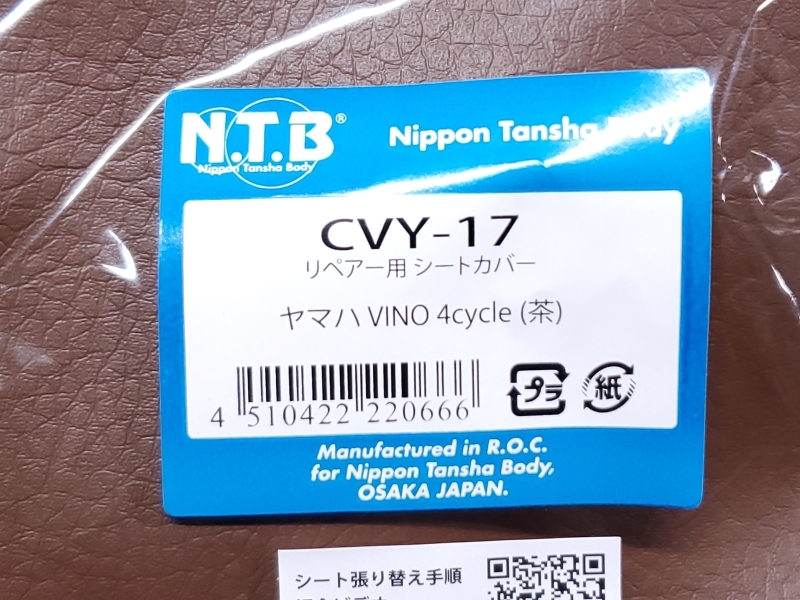 N.T.B®
Nippon Tansha Body
Nippon Tansha Body
CVY-17
リペアー用 シートカバー
ヤマハ VINO 4cycle (茶)
4 510422 220666
プラ
紙
Manufactured in R.O.C.
for Nippon Tansha Body,
OSAKA JAPAN.
シート張り替え手順